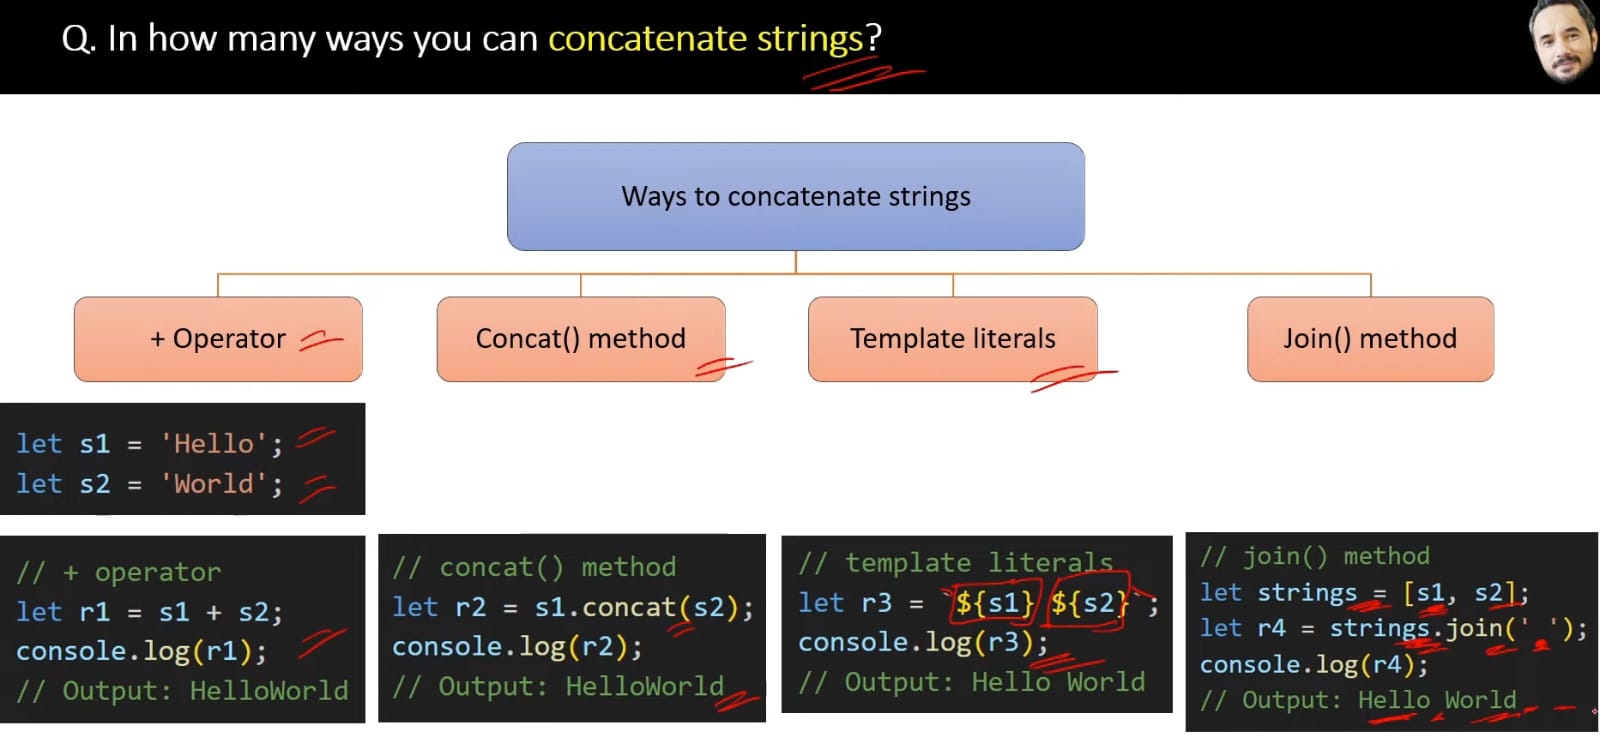 Q. In how many ways you can concatenate strings?
Ways to concatenate strings
+ Operator
Concat() method
Template literals
Join() method
let s1 = 'Hello';
let s2 = 'World';
// + operator
let r1 = s1 + s2;
console.log(r1);
// Output: HelloWorld
// concat() method
let r2 = s1.concat(s2);
console.log(r2);
// Output: HelloWorld
// template literals
let r3 = `${s1} ${s2}`;
console.log(r3);
// Output: Hello World
// join() method
let strings = [s1, s2];
let r4 = strings.join(' ');
console.log(r4);
// Output: Hello World